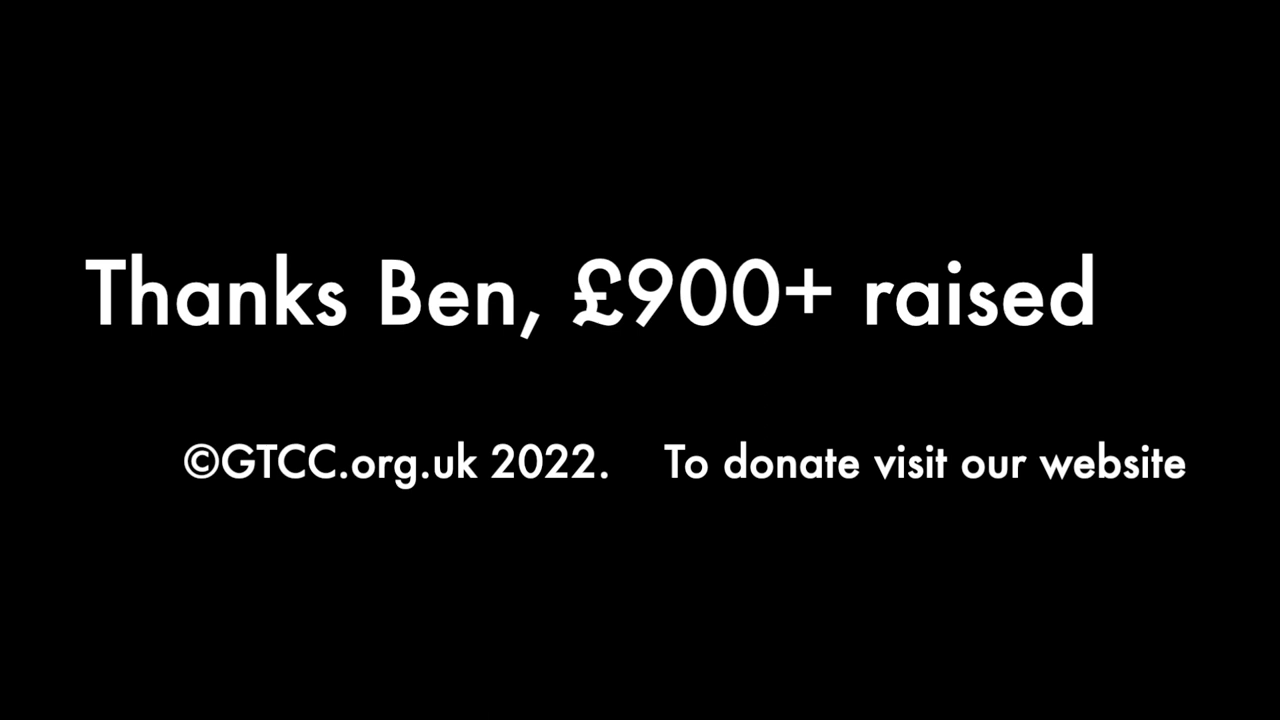 Thanks Ben, £900+ raised
©GTCC.org.uk 2022. To donate visit our website